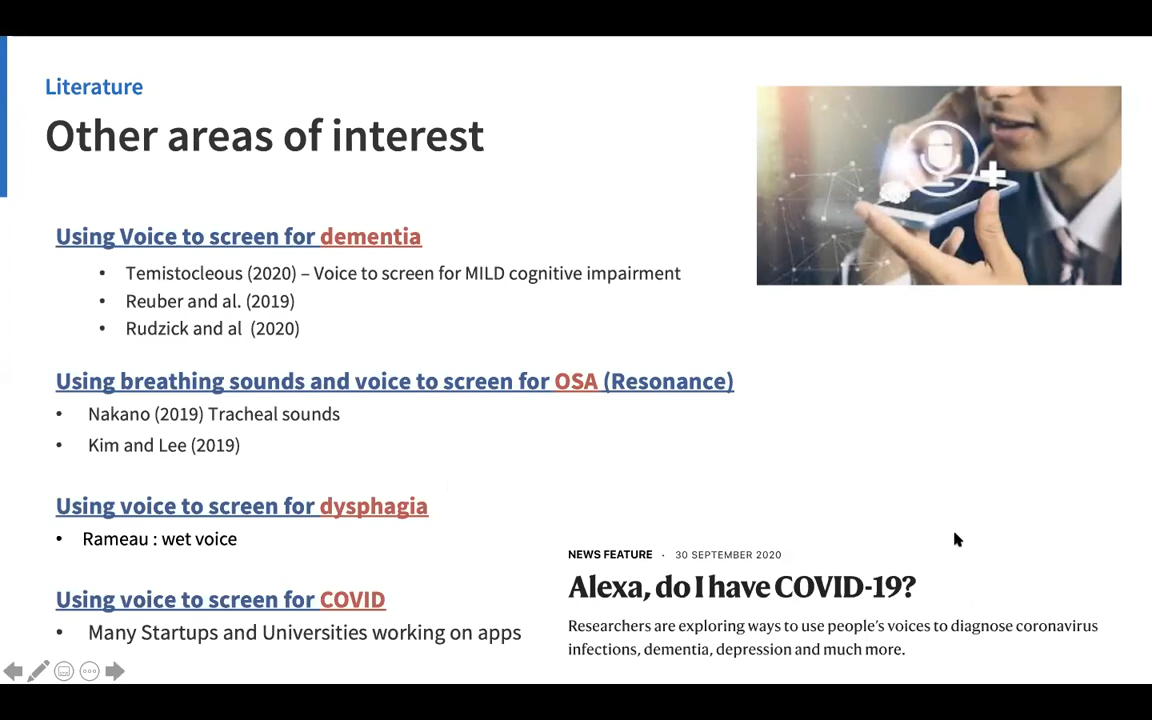 Literature
Other areas of interest
Using Voice to screen for dementia
• Temistocleous (2020) – Voice to screen for MILD cognitive impairment
• Reuber and al. (2019)
• Rudzick and al (2020)
Using breathing sounds and voice to screen for OSA (Resonance)
• Nakano (2019) Tracheal sounds
• Kim and Lee (2019)
Using voice to screen for dysphagia
• Rameau : wet voice
Using voice to screen for COVID
• Many Startups and Universities working on apps
NEWS FEATURE · 30 SEPTEMBER 2020
Alexa, do I have COVID-19?
Researchers are exploring ways to use people’s voices to diagnose coronavirus
infections, dementia, depression and much more.